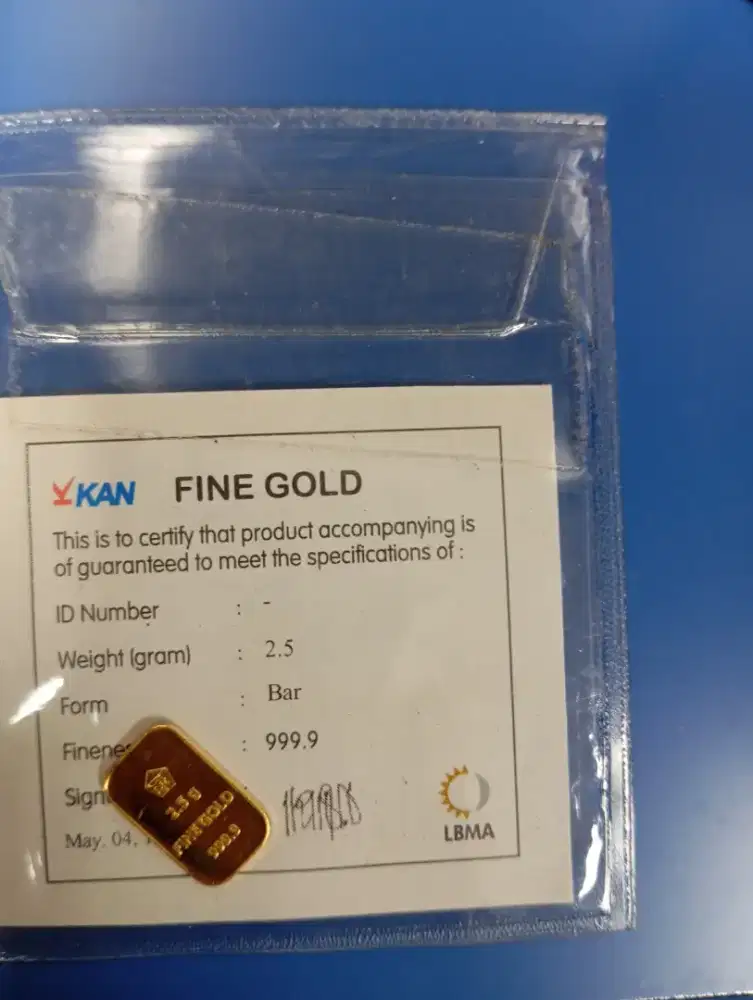 KAN FINE GOLD
This is to certify that product accompanying is
of guaranteed to meet the specifications of :
ID Number : -
Weight (gram) : 2.5
Form : Bar
: 999.9
May. 04,
LBMA
2.5 g
FINE GOLD
999.9